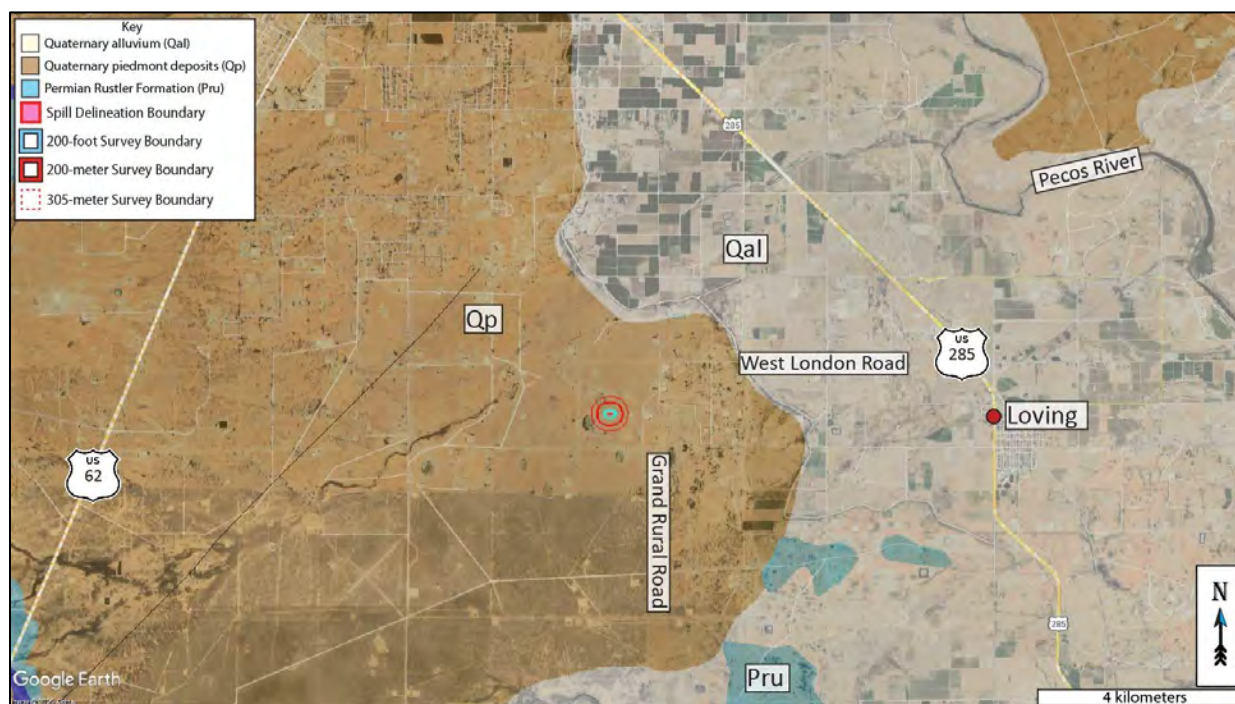 Key
Quaternary alluvium (Qal)
Quaternary piedmont deposits (Qp)
Permian Rustler Formation (Pru)
Spill Delineation Boundary
200-foot Survey Boundary
200-meter Survey Boundary
305-meter Survey Boundary
285
Pecos River
Qal
Qp
West London Road
US
285
Loving
US
62
Grand Rural Road
N
285
Pru
Google Earth
4 kilometers